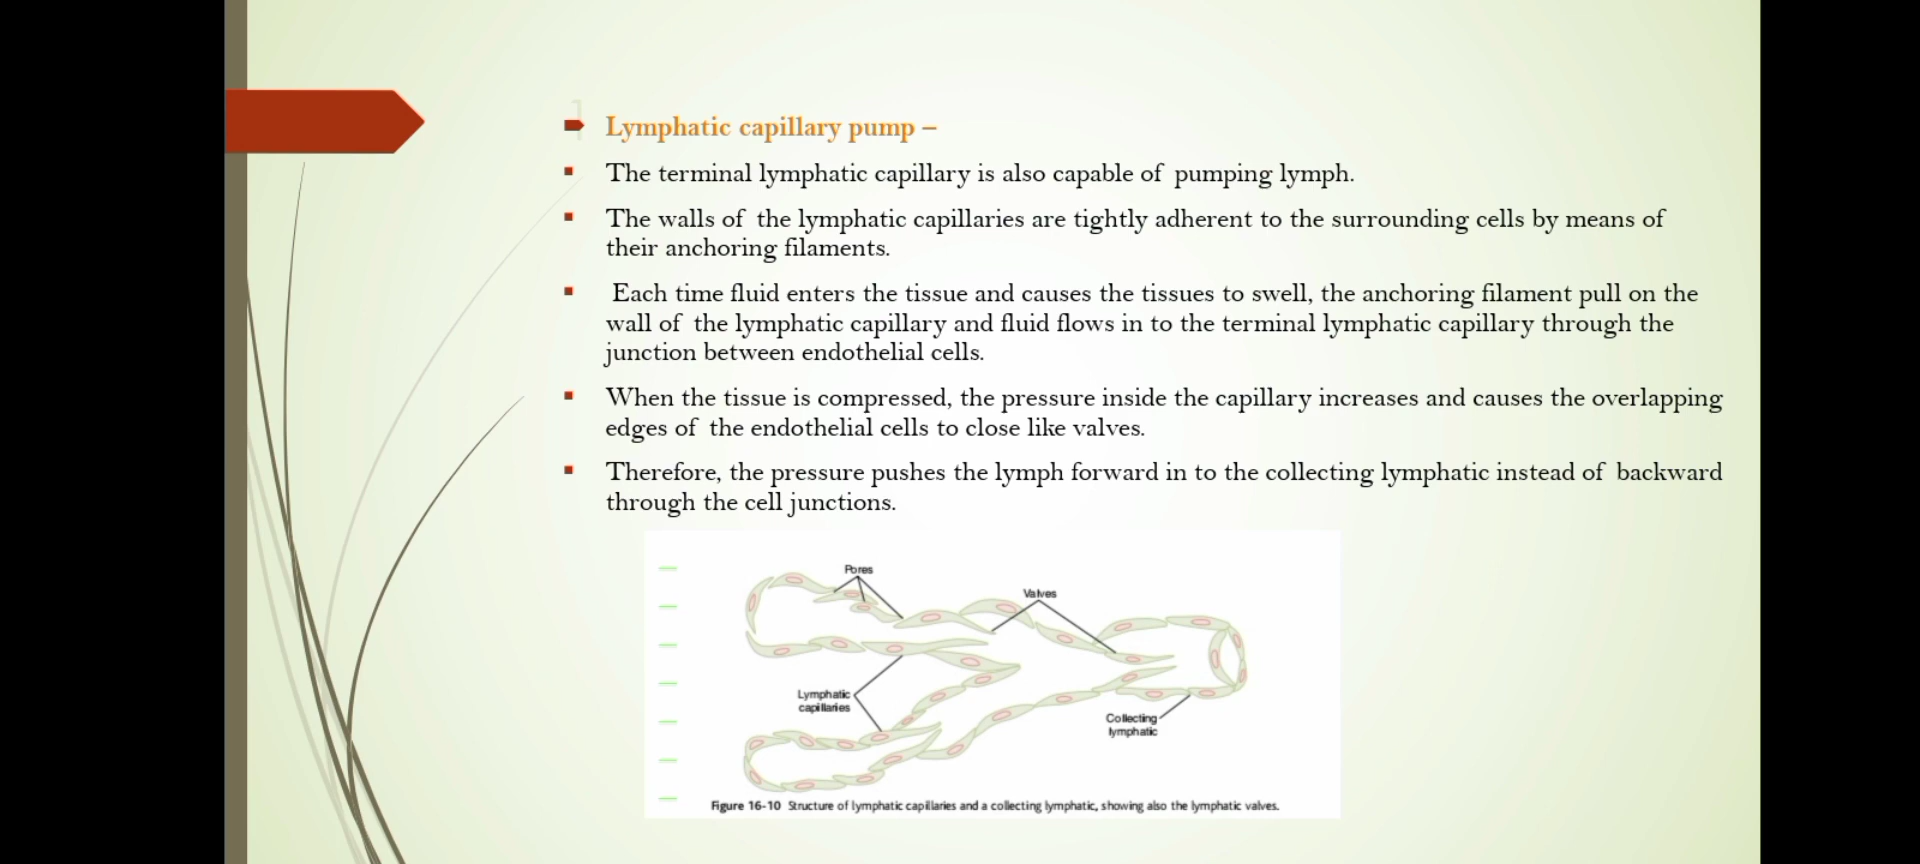 Lymphatic capillary pump –
The terminal lymphatic capillary is also capable of pumping lymph.
The walls of the lymphatic capillaries are tightly adherent to the surrounding cells by means of
their anchoring filaments.
Each time fluid enters the tissue and causes the tissues to swell, the anchoring filament pull on the
wall of the lymphatic capillary and fluid flows in to the terminal lymphatic capillary through the
junction between endothelial cells.
When the tissue is compressed, the pressure inside the capillary increases and causes the overlapping
edges of the endothelial cells to close like valves.
Therefore, the pressure pushes the lymph forward in to the collecting lymphatic instead of backward
through the cell junctions.
Pores
Valves
Lymphatic
capillaries
Collecting
lymphatic
Figure 16-10 Structure of lymphatic capillaries and a collecting lymphatic, showing also the lymphatic valves.